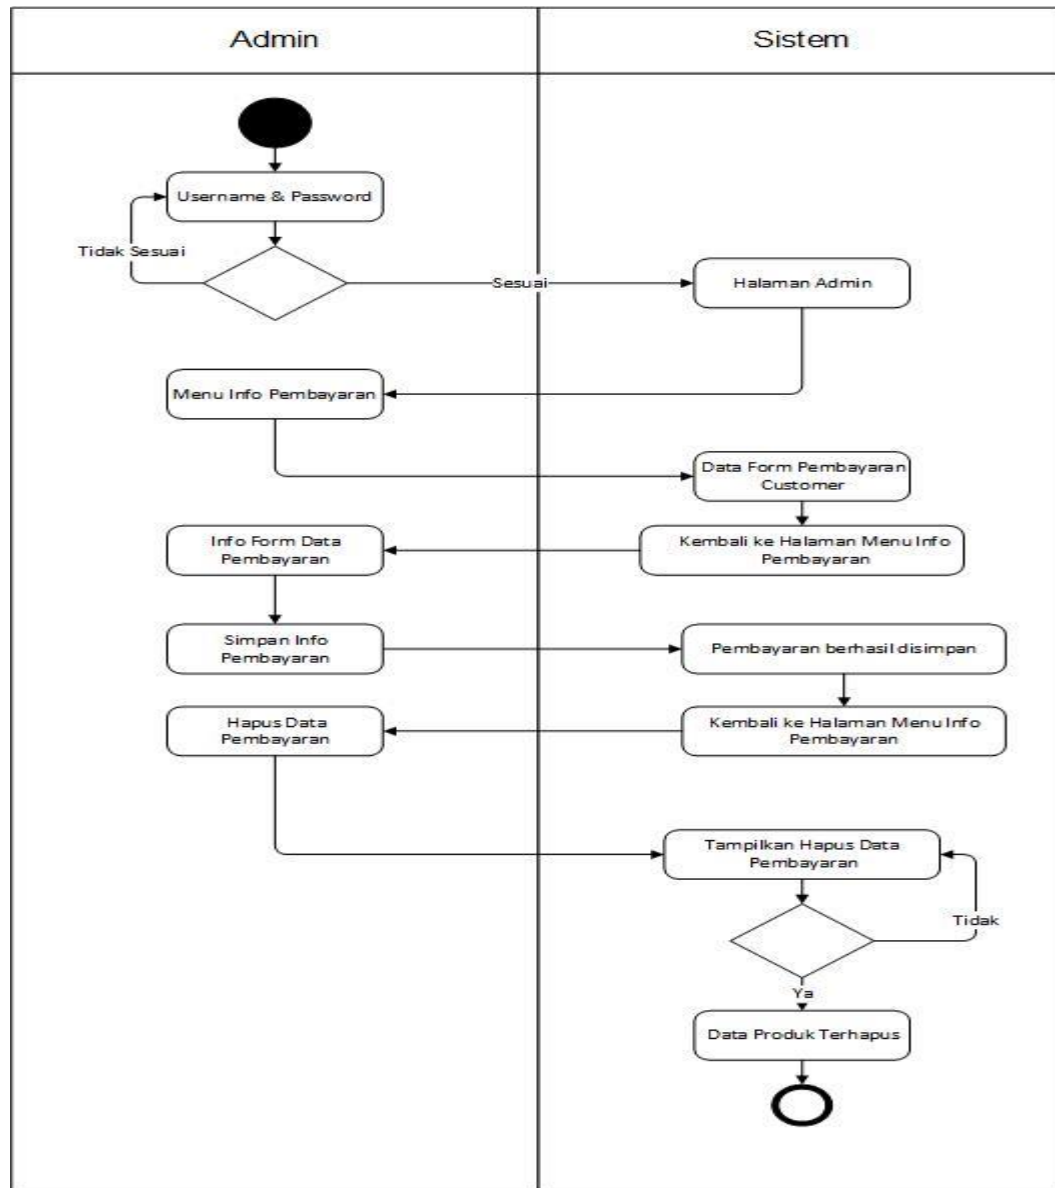 Admin
Sistem
Username & Password
Tidak Sesuai
Sesuai
Halaman Admin
Menu Info Pembayaran
Data Form Pembayaran
Customer
Info Form Data
Pembayaran
Kembali ke Halaman Menu Info
Pembayaran
Simpan Info
Pembayaran
Pembayaran berhasil disimpan
Hapus Data
Pembayaran
Kembali ke Halaman Menu Info
Pembayaran
Tampilkan Hapus Data
Pembayaran
Tidak
Ya
Data Produk Terhapus